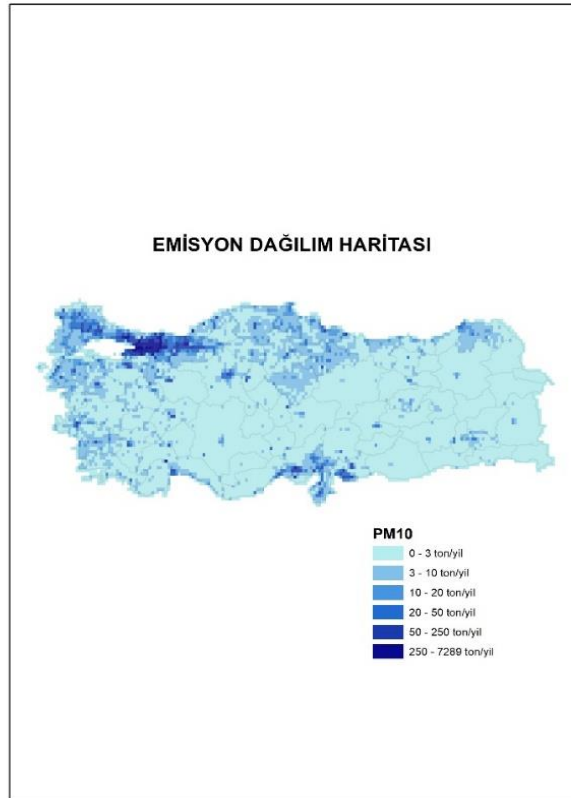 EMİSYON DAĞILIM HARİTASI
PM10
0 - 3 ton/yil
3 - 10 ton/yil
10 - 20 ton/yil
20 - 50 ton/yil
50 - 250 ton/yil
250 - 7289 ton/yil